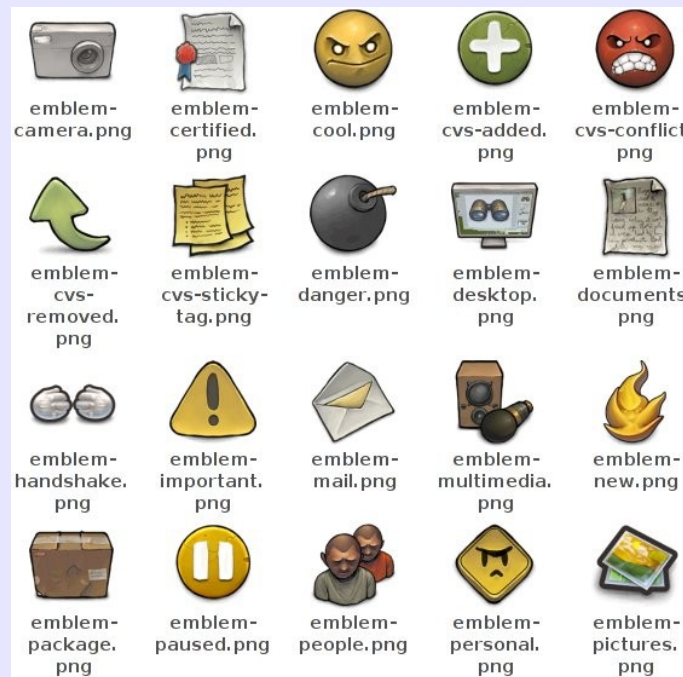 emblem-
camera.png
emblem-
certified.
png
emblem-
cool.png
emblem-
cvs-added.
png
emblem-
cvs-conflict
png
emblem-
cvs-
removed.
png
emblem-
cvs-sticky-
tag.png
emblem-
danger.png
emblem-
desktop.
png
emblem-
documents
png
emblem-
handshake.
png
emblem-
important.
png
emblem-
mail.png
emblem-
multimedia.
png
emblem-
new.png
emblem-
package.
png
emblem-
paused.png
emblem-
people.png
emblem-
personal.
png
emblem-
pictures.
png